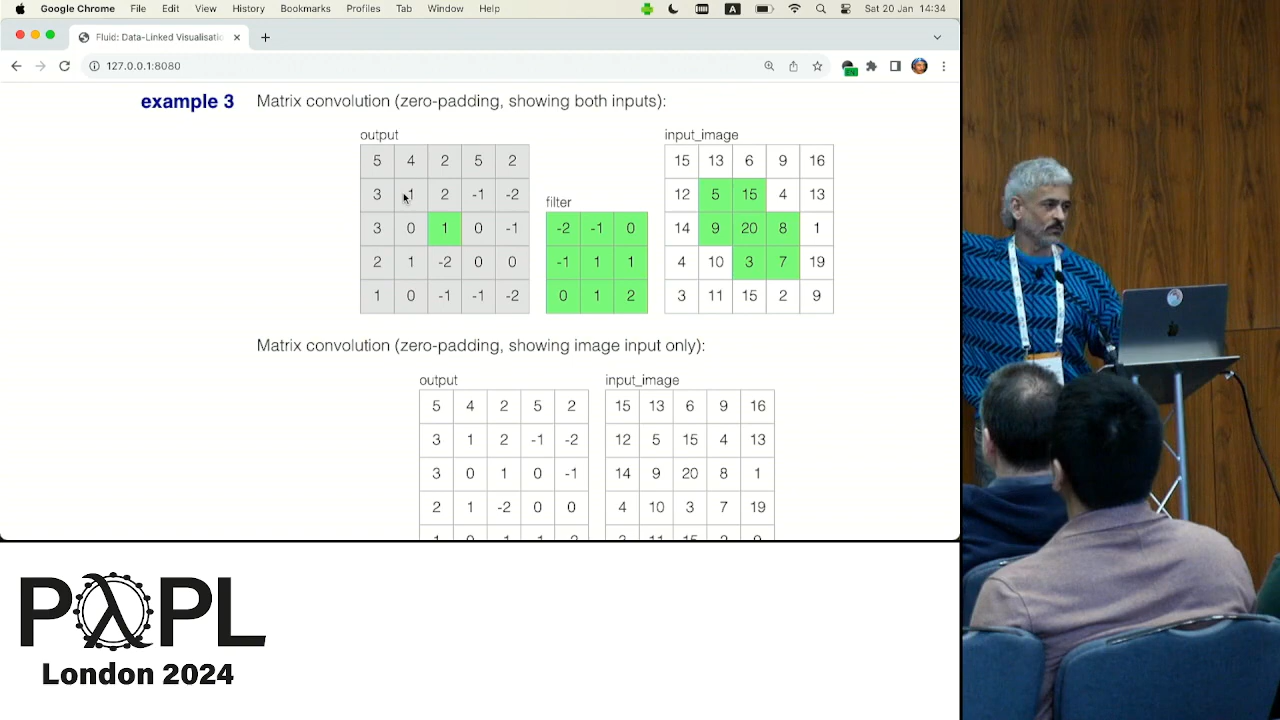 Google Chrome File Edit View History Bookmarks Profiles Tab Window Help A Sat 20 Jan 14:34
Fluid: Data-Linked Visualisatio
127.0.0.1:8080
example 3 Matrix convolution (zero-padding, showing both inputs):
output
5 4 2 5 2
3 -1 2 -1 -2
3 0 1 0 -1
2 1 -2 0 0
1 0 -1 -1 -2
filter
-2 -1 0
-1 1 1
0 1 2
input_image
15 13 6 9 16
12 5 15 4 13
14 9 20 8 1
4 10 3 7 19
3 11 15 2 9
Matrix convolution (zero-padding, showing image input only):
output
5 4 2 5 2
3 1 2 -1 -2
3 0 1 0 -1
2 1 -2 0 0
input_image
15 13 6 9 16
12 5 15 4 13
14 9 20 8 1
4 10 3 7 19
PλPL
London 2024